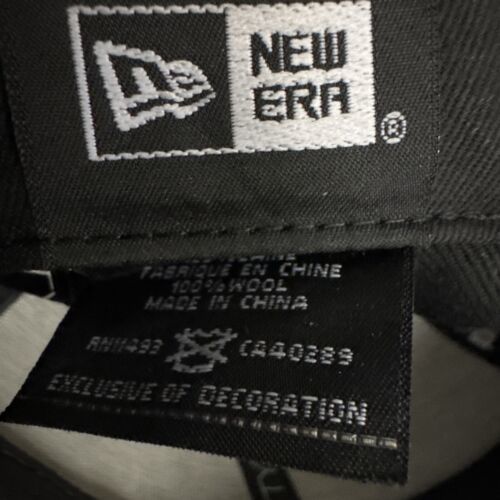 NEW
ERA
®
FABRIQUE EN CHINE
100% WOOL
MADE IN CHINA
RN11493 CA40289
EXCLUSIVE OF DECORATION